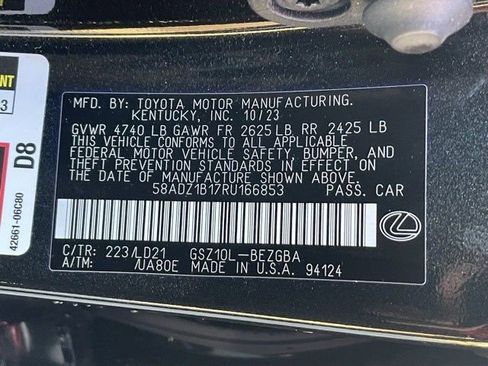 MFD. BY: TOYOTA MOTOR MANUFACTURING.
KENTUCKY, INC. 10/23
GVWR 4740 LB GAWR FR 2625 LB RR 2425 LB
THIS VEHICLE CONFORMS TO ALL APPLICABLE
FEDERAL MOTOR VEHICLE SAFETY, BUMPER, AND
THEFT PREVENTION STANDARDS IN EFFECT ON
THE DATE OF MANUFACTURE SHOWN ABOVE.
58ADZ1B17RU166853 PASS. CAR
C/TR: 223/LD21 GSZ10L-BEZGBA
A/TM: /UA80E MADE IN U.S.A. 94124
D8
42661-06C80